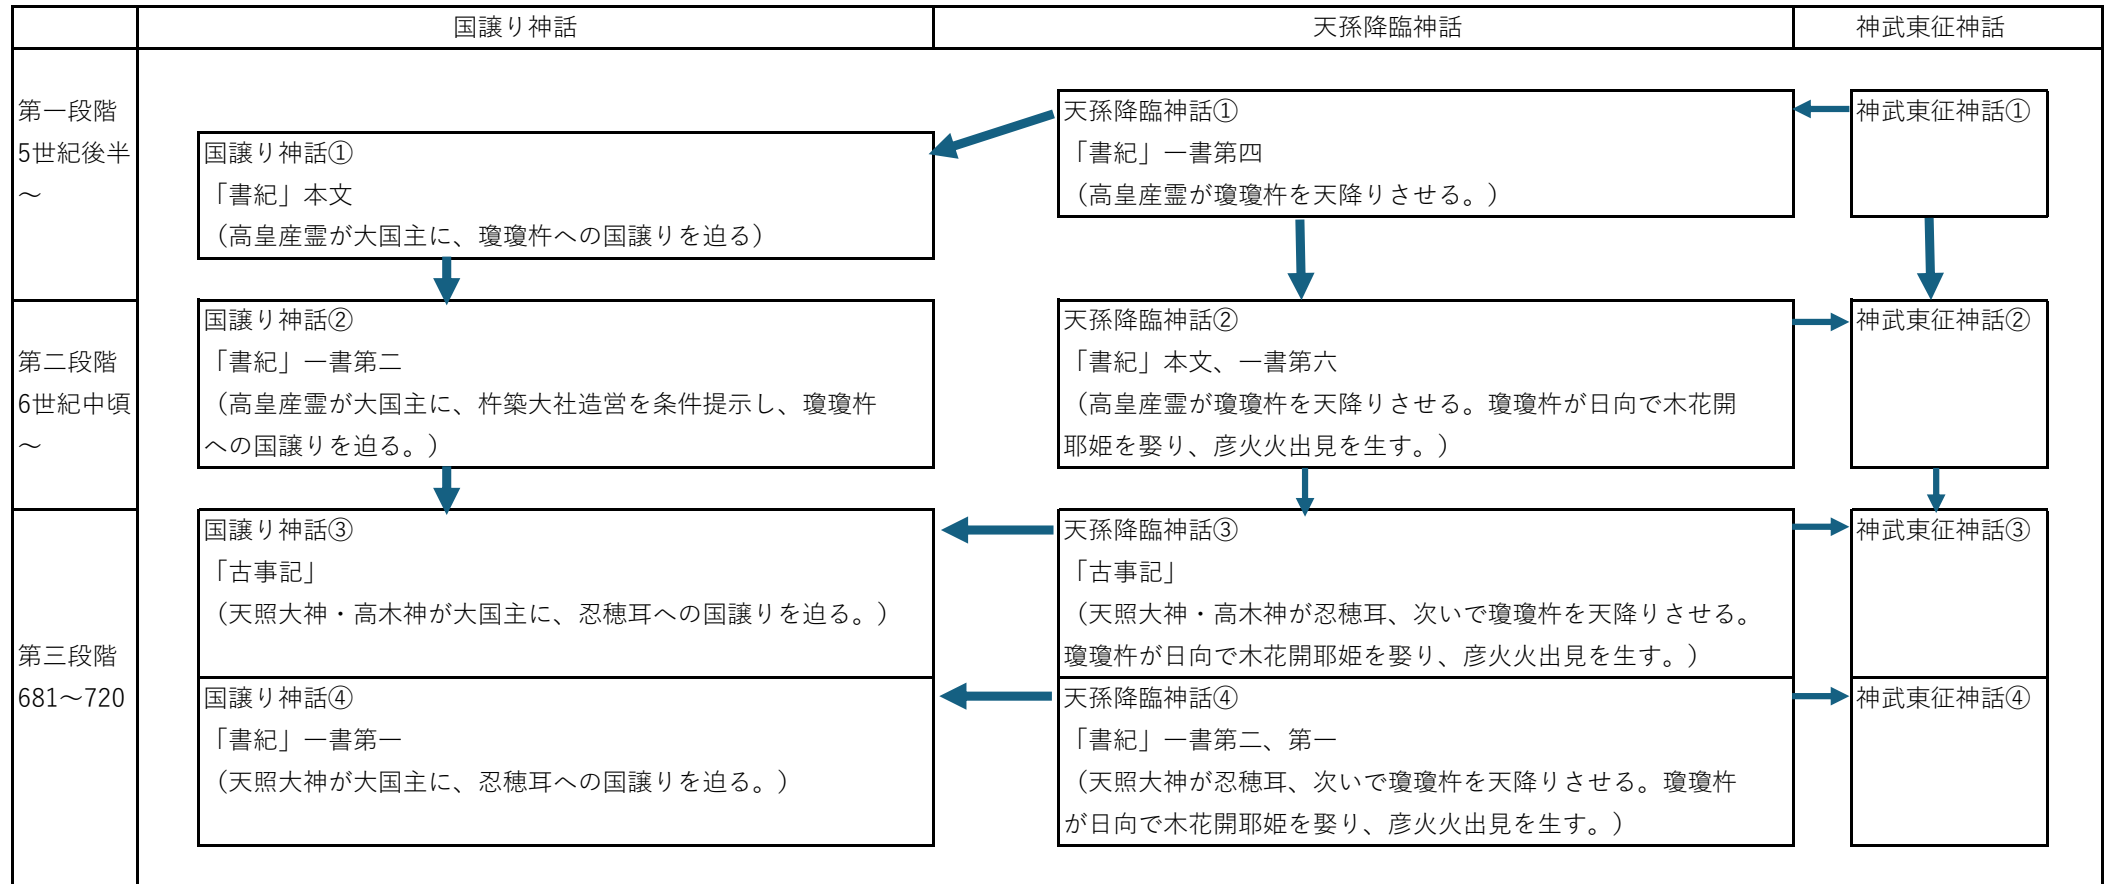 国譲り神話
天孫降臨神話
神武東征神話
第一段階
5世紀後半
～
国譲り神話①
「書紀」本文
（高皇産霊が大国主に、瓊瓊杵への国譲りを迫る）
天孫降臨神話①
「書紀」一書第四
（高皇産霊が瓊瓊杵を天降りさせる。）
神武東征神話①
第二段階
6世紀中頃
～
国譲り神話②
「書紀」一書第二
（高皇産霊が大国主に、杵築大社造営を条件提示し、瓊瓊杵
への国譲りを迫る。）
天孫降臨神話②
「書紀」本文、一書第六
（高皇産霊が瓊瓊杵を天降りさせる。瓊瓊杵が日向で木花開
耶姫を娶り、彦火火出見を生す。）
神武東征神話②
第三段階
681～720
国譲り神話③
「古事記」
（天照大神・高木神が大国主に、忍穂耳への国譲りを迫る。）
天孫降臨神話③
「古事記」
（天照大神・高木神が忍穂耳、次いで瓊瓊杵を天降りさせる。
瓊瓊杵が日向で木花開耶姫を娶り、彦火火出見を生す。）
神武東征神話③
国譲り神話④
「書紀」一書第一
（天照大神が大国主に、忍穂耳への国譲りを迫る。）
天孫降臨神話④
「書紀」一書第二、第一
（天照大神が忍穂耳、次いで瓊瓊杵を天降りさせる。瓊瓊杵
が日向で木花開耶姫を娶り、彦火火出見を生す。）
神武東征神話④